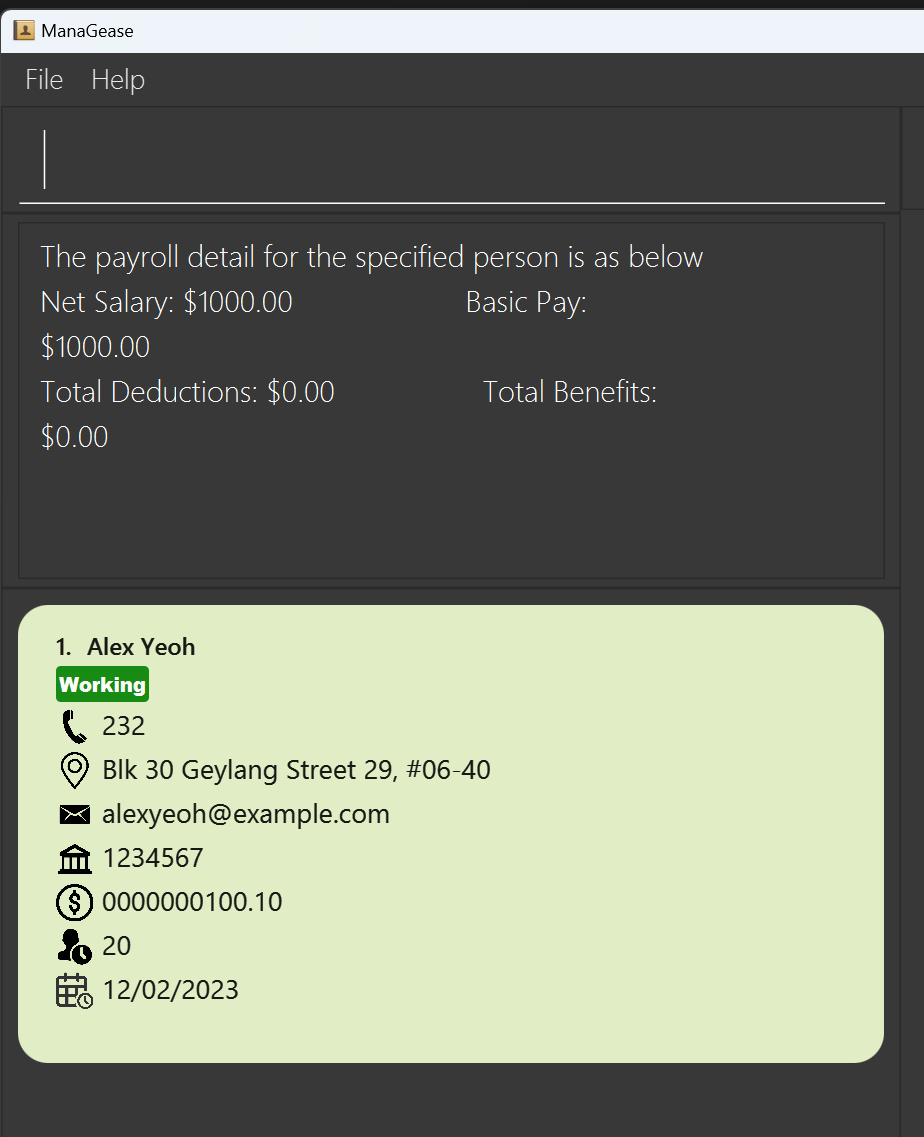 ManaGease
File Help
The payroll detail for the specified person is as below
Net Salary: $1000.00 Basic Pay:
$1000.00
Total Deductions: $0.00 Total Benefits:
$0.00
1. Alex Yeoh
Working
232
Blk 30 Geylang Street 29, #06-40
alexyeoh@example.com
1234567
0000000100.10
20
12/02/2023